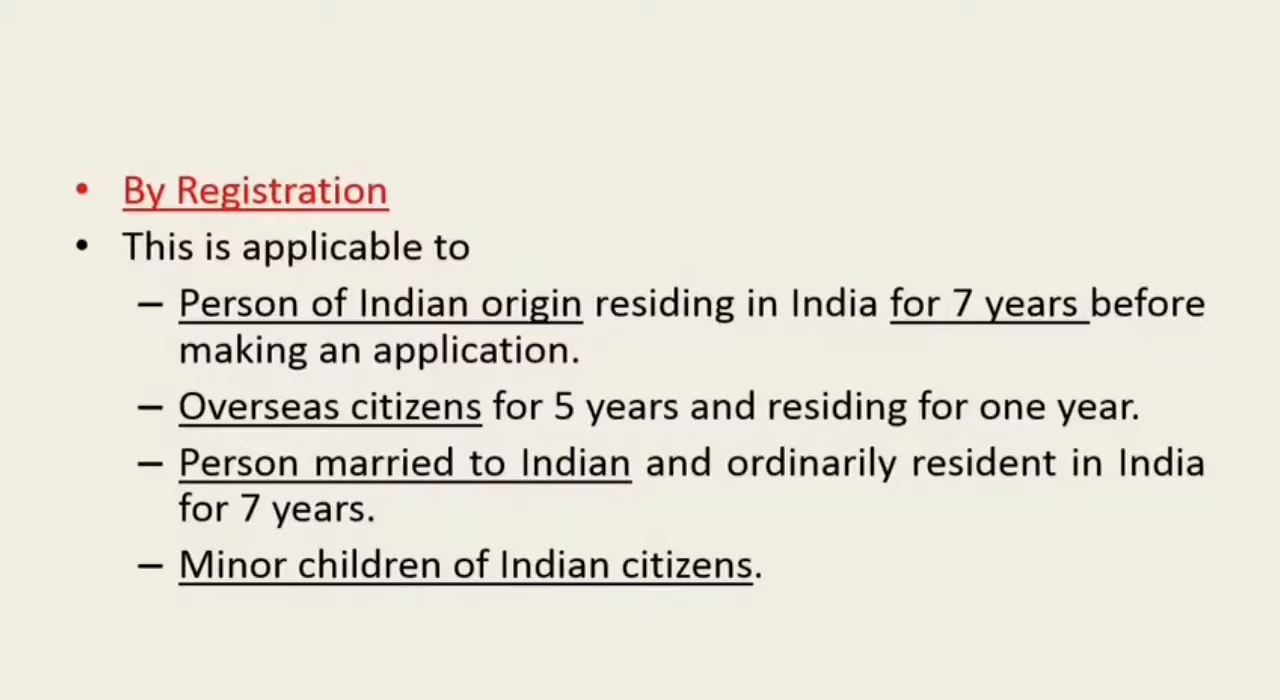 • By Registration
• This is applicable to
– Person of Indian origin residing in India for 7 years before
making an application.
– Overseas citizens for 5 years and residing for one year.
– Person married to Indian and ordinarily resident in India
for 7 years.
– Minor children of Indian citizens.